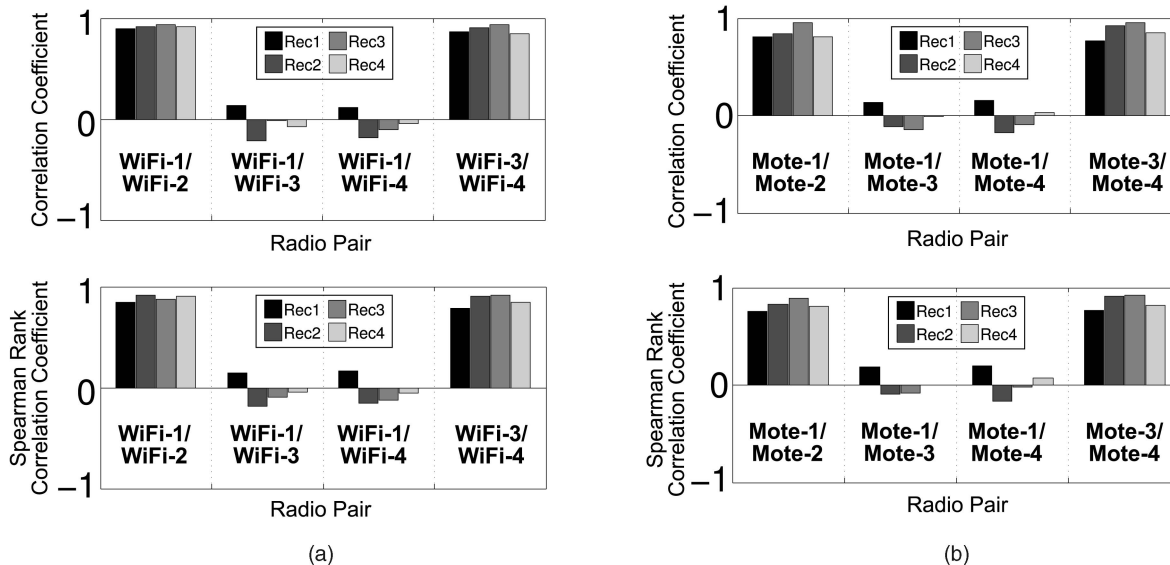 Correlation Coefficient
1
0
−1
Rec1 Rec3
Rec2 Rec4
WiFi-1/ WiFi-1/ WiFi-1/ WiFi-3/
WiFi-2 WiFi-3 WiFi-4 WiFi-4
Radio Pair
Spearman Rank
Correlation Coefficient
1
0
−1
Rec1 Rec3
Rec2 Rec4
WiFi-1/ WiFi-1/ WiFi-1/ WiFi-3/
WiFi-2 WiFi-3 WiFi-4 WiFi-4
Radio Pair
(a)
Correlation Coefficient
1
0
−1
Rec1 Rec3
Rec2 Rec4
Mote-1/ Mote-1/ Mote-1/ Mote-3/
Mote-2 Mote-3 Mote-4 Mote-4
Radio Pair
Spearman Rank
Correlation Coefficient
1
0
−1
Rec1 Rec3
Rec2 Rec4
Mote-1/ Mote-1/ Mote-1/ Mote-3/
Mote-2 Mote-3 Mote-4 Mote-4
Radio Pair
(b)